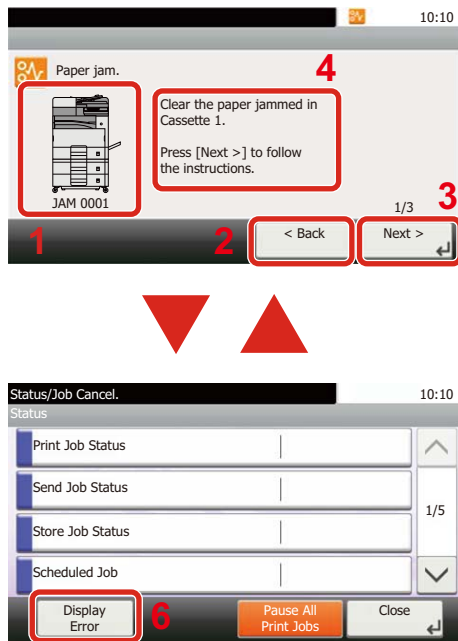 10:10
Paper jam.
4
Clear the paper jammed in
Cassette 1.
Press [Next >] to follow
the instructions.
JAM 0001
1/3
3
1
2
< Back
Next >
Status/Job Cancel.
10:10
Status
Print Job Status
Send Job Status
1/5
Store Job Status
Scheduled Job
Display
Error
6
Pause All
Print Jobs
Close